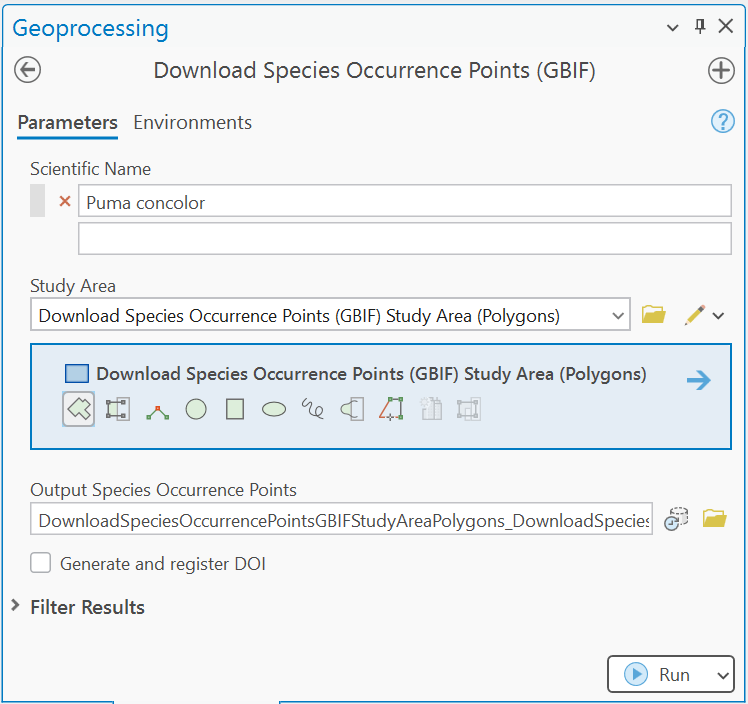 Geoprocessing
Download Species Occurrence Points (GBIF)
Parameters Environments
Scientific Name
Puma concolor
Study Area
Download Species Occurrence Points (GBIF) Study Area (Polygons)
Download Species Occurrence Points (GBIF) Study Area (Polygons)
Output Species Occurrence Points
DownloadSpeciesOccurrencePointsGBIFStudyAreaPolygons_DownloadSpecies
Generate and register DOI
Filter Results
Run